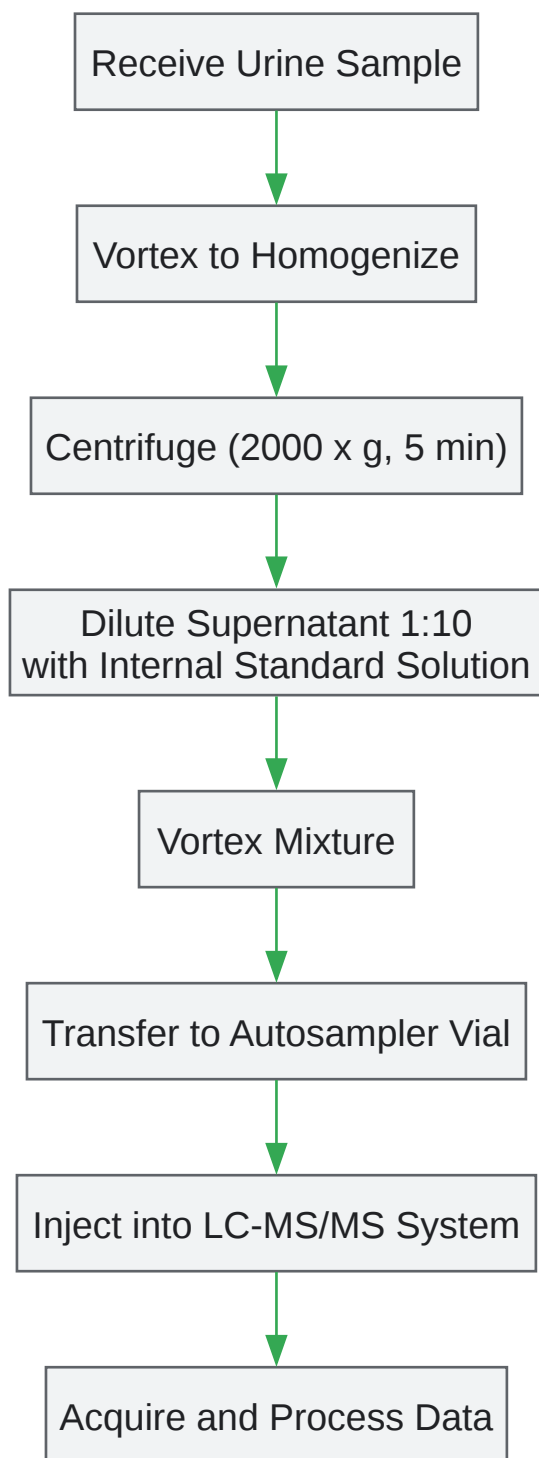 Receive Urine Sample
Vortex to Homogenize
Centrifuge (2000 x g, 5 min)
Dilute Supernatant 1:10
with Internal Standard Solution
Vortex Mixture
Transfer to Autosampler Vial
Inject into LC-MS/MS System
Acquire and Process Data